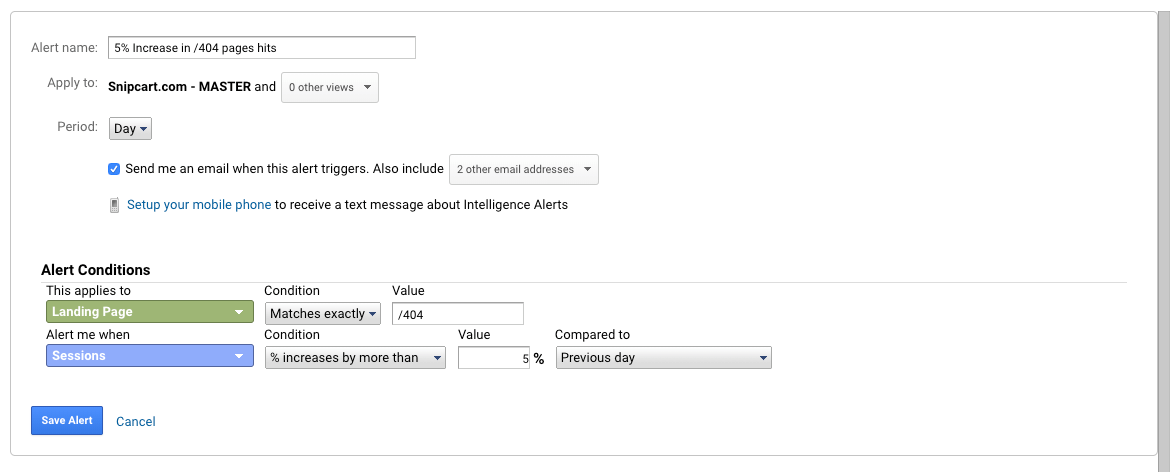 Alert name: 5% Increase in /404 pages hits
Apply to: Snipcart.com - MASTER and 0 other views
Period: Day
Send me an email when this alert triggers. Also include 2 other email addresses
Setup your mobile phone to receive a text message about Intelligence Alerts
Alert Conditions
This applies to Condition Value
Landing Page Matches exactly /404
Alert me when Condition Value Compared to
Sessions % increases by more than 5 % Previous day
Save Alert Cancel